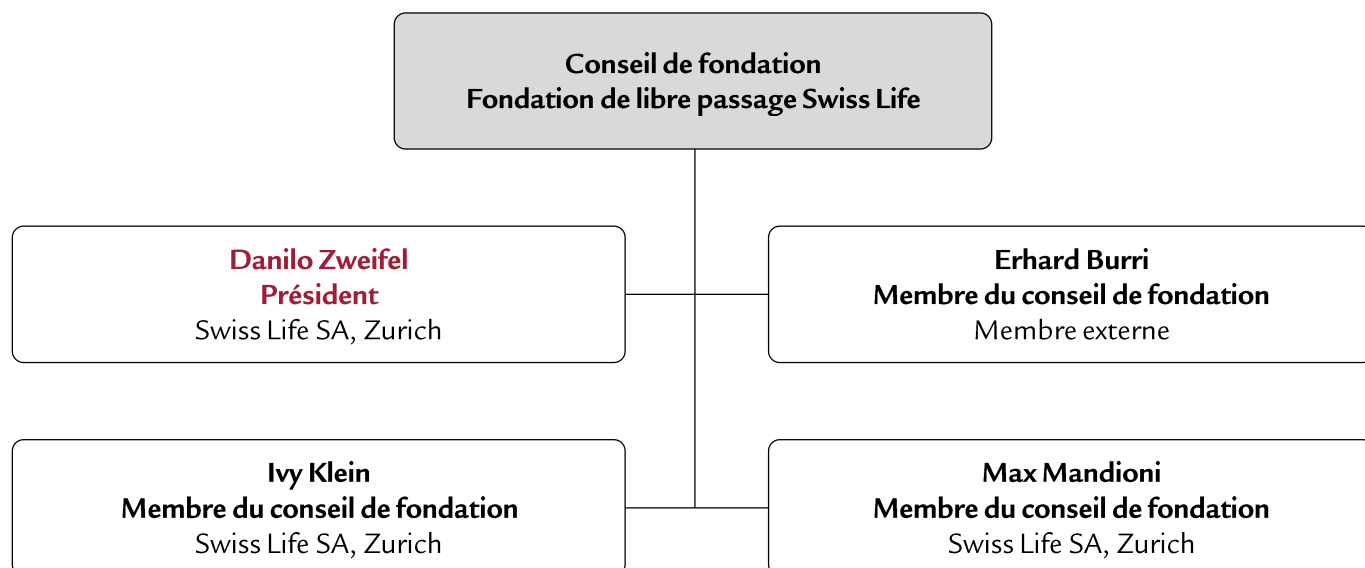 Conseil de fondation
Fondation de libre passage Swiss Life
Danilo Zweifel
Président
Swiss Life SA, Zurich
Erhard Burri
Membre du conseil de fondation
Membre externe
Ivy Klein
Membre du conseil de fondation
Swiss Life SA, Zurich
Max Mandioni
Membre du conseil de fondation
Swiss Life SA, Zurich